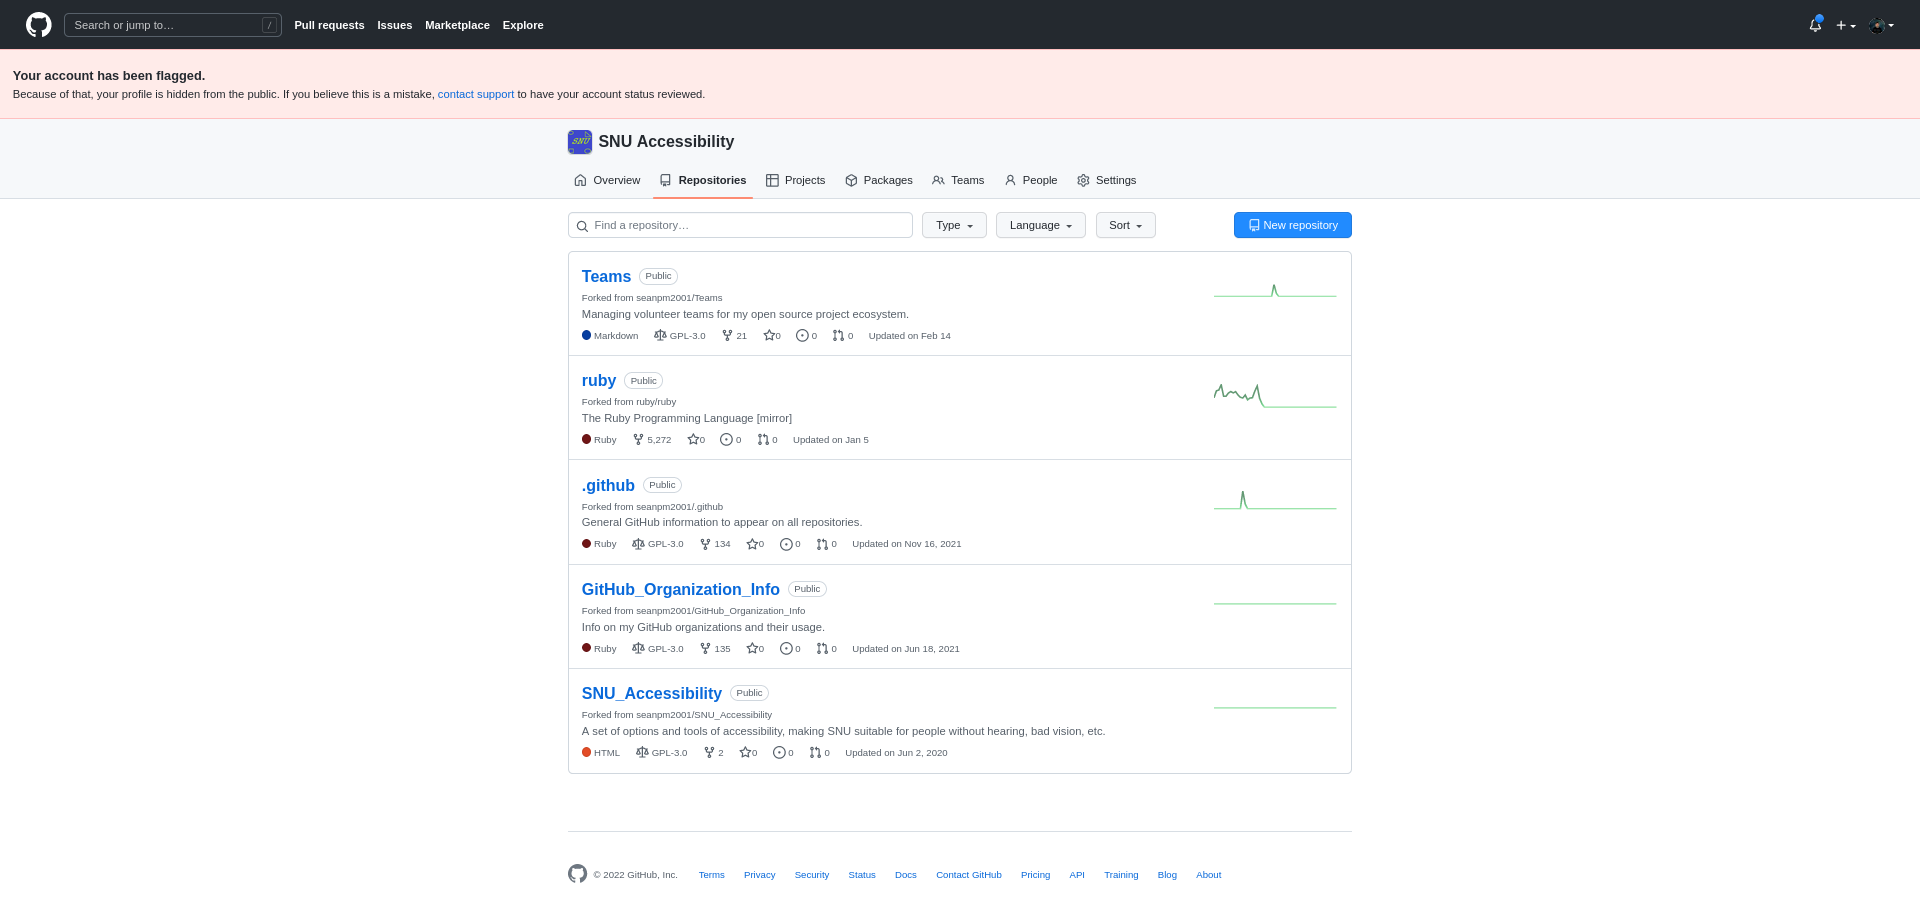 Search or jump to… /
Pull requests Issues Marketplace Explore
Your account has been flagged.
Because of that, your profile is hidden from the public. If you believe this is a mistake, contact support to have your account status reviewed.
SNU SNU Accessibility
Overview Repositories Projects Packages Teams People Settings
Find a repository… Type Language Sort New repository
Teams Public
Forked from seanpm2001/Teams
Managing volunteer teams for my open source project ecosystem.
Markdown GPL-3.0 21 0 0 0 Updated on Feb 14
ruby Public
Forked from ruby/ruby
The Ruby Programming Language [mirror]
Ruby 5,272 0 0 0 Updated on Jan 5
.github Public
Forked from seanpm2001/.github
General GitHub information to appear on all repositories.
Ruby GPL-3.0 134 0 0 0 Updated on Nov 16, 2021
GitHub_Organization_Info Public
Forked from seanpm2001/GitHub_Organization_Info
Info on my GitHub organizations and their usage.
Ruby GPL-3.0 135 0 0 0 Updated on Jun 18, 2021
SNU_Accessibility Public
Forked from seanpm2001/SNU_Accessibility
A set of options and tools of accessibility, making SNU suitable for people without hearing, bad vision, etc.
HTML GPL-3.0 2 0 0 0 Updated on Jun 2, 2020
© 2022 GitHub, Inc. Terms Privacy Security Status Docs Contact GitHub Pricing API Training Blog About